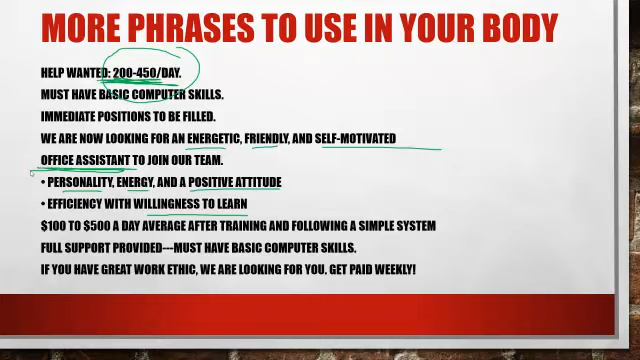 MORE PHRASES TO USE IN YOUR BODY
HELP WANTED: 200-450/DAY.
MUST HAVE BASIC COMPUTER SKILLS.
IMMEDIATE POSITIONS TO BE FILLED.
WE ARE NOW LOOKING FOR AN ENERGETIC, FRIENDLY, AND SELF-MOTIVATED
OFFICE ASSISTANT TO JOIN OUR TEAM.
• PERSONALITY, ENERGY, AND A POSITIVE ATTITUDE
• EFFICIENCY WITH WILLINGNESS TO LEARN
$100 TO $500 A DAY AVERAGE AFTER TRAINING AND FOLLOWING A SIMPLE SYSTEM
FULL SUPPORT PROVIDED---MUST HAVE BASIC COMPUTER SKILLS.
IF YOU HAVE GREAT WORK ETHIC, WE ARE LOOKING FOR YOU. GET PAID WEEKLY!